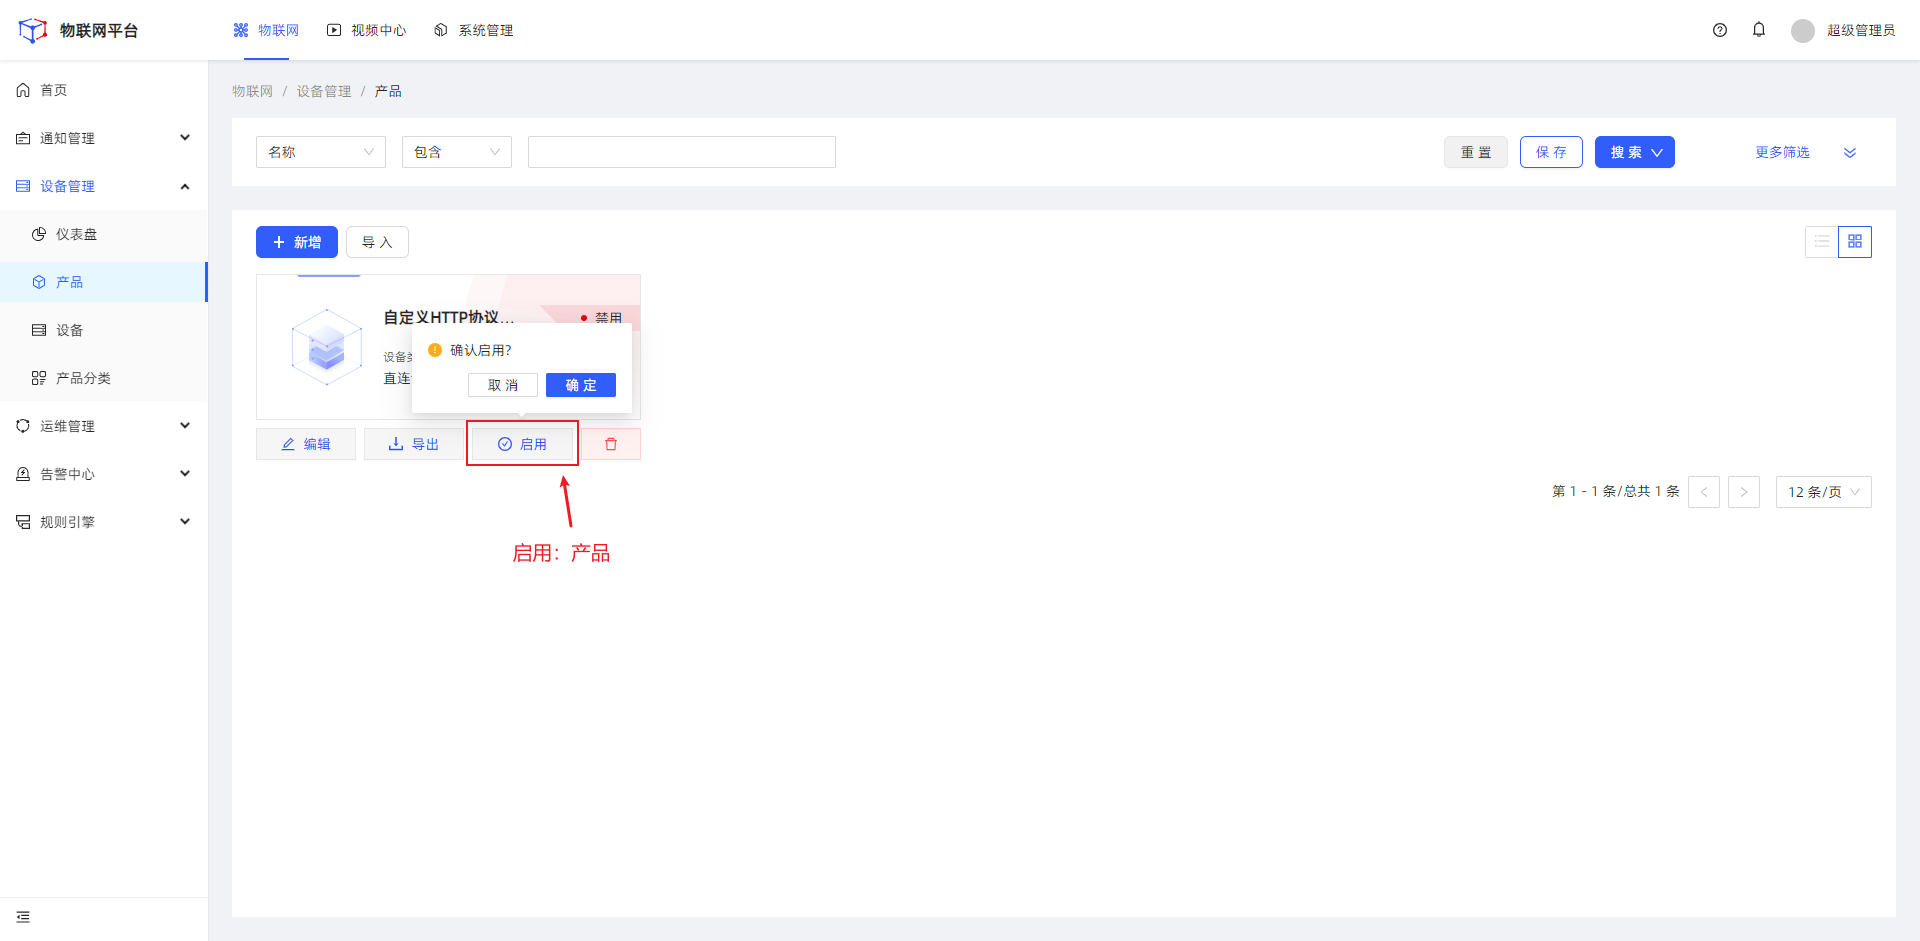 物联网平台
物联网
视频中心
系统管理
超级管理员
首页
通知管理
设备管理
仪表盘
产品
设备
产品分类
运维管理
告警中心
规则引擎
物联网 / 设备管理 / 产品
名称
包含
重 置
保 存
搜 索
更多筛选
新增
导 入
自定义HTTP协议...
禁用
设备类
直连
确认启用?
取 消
确 定
编辑
导出
启用
启用：产品
第 1 - 1 条/总共 1 条
12 条/页